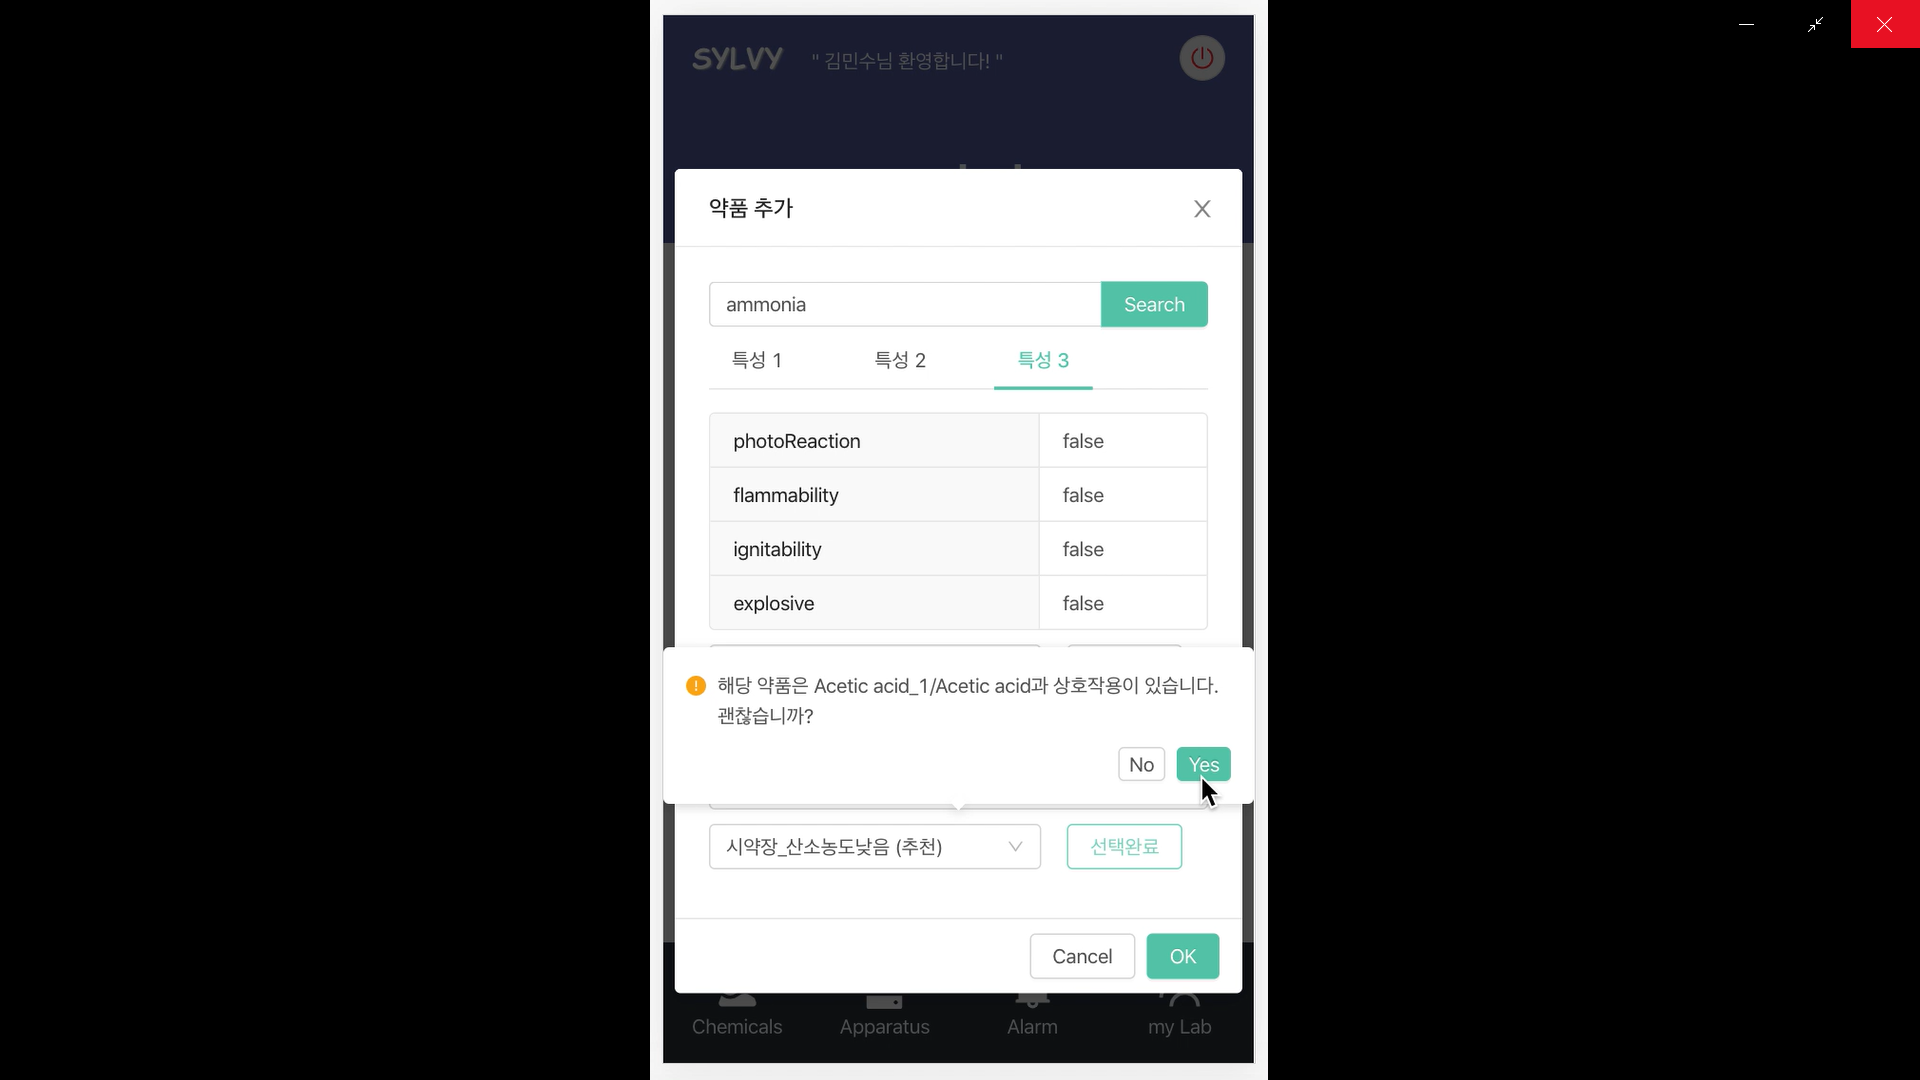 SYLVY
" 김민수님 환영합니다! "
약품 추가
ammonia
Search
특성 1
특성 2
특성 3
photoReaction
false
flammability
false
ignitability
false
explosive
false
해당 약품은 Acetic acid_1/Acetic acid과 상호작용이 있습니다.
괜찮습니까?
No
Yes
시약장_산소농도낮음 (추천)
선택완료
Cancel
OK
Chemicals
Apparatus
Alarm
my Lab